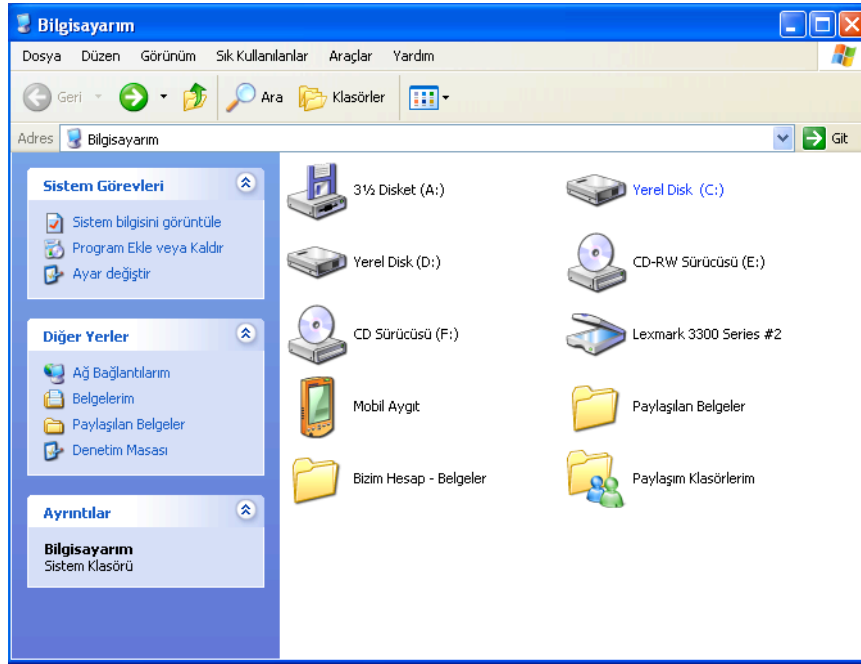 Bilgisayarım
Dosya Düzen Görünüm Sık Kullanılanlar Araçlar Yardım
Geri Ara Klasörler
Adres Bilgisayarım Git
Sistem Görevleri
Sistem bilgisini görüntüle
Program Ekle veya Kaldır
Ayar değiştir
Diğer Yerler
Ağ Bağlantılarım
Belgelerim
Paylaşılan Belgeler
Denetim Masası
Ayrıntılar
Bilgisayarım
Sistem Klasörü
3½ Disket (A:) Yerel Disk (C:)
Yerel Disk (D:) CD-RW Sürücüsü (E:)
CD Sürücüsü (F:) Lexmark 3300 Series #2
Mobil Aygıt Paylaşılan Belgeler
Bizim Hesap - Belgeler Paylaşım Klasörlerim